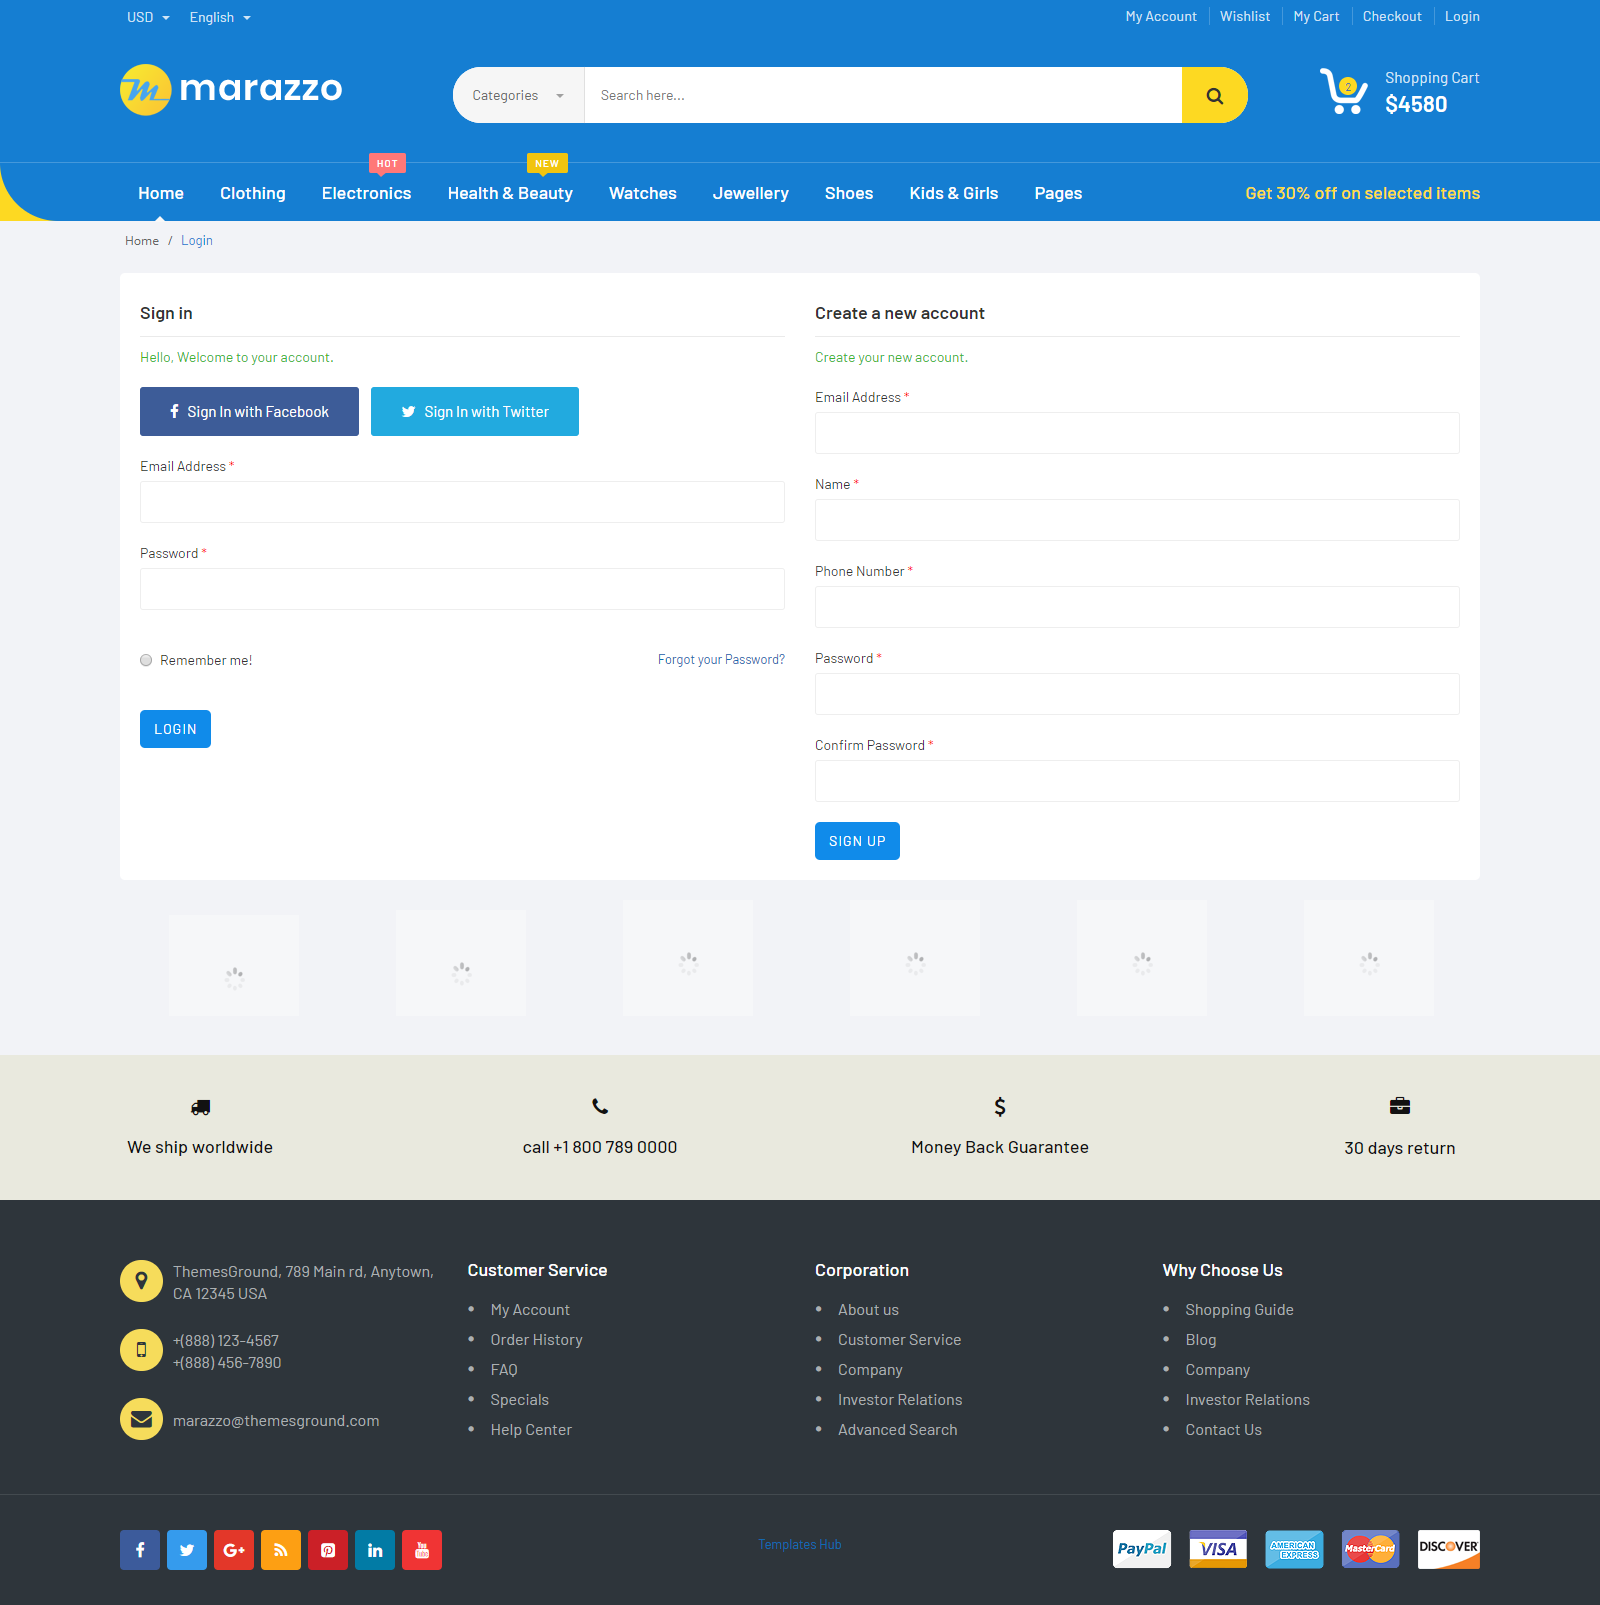 USD English
My Account Wishlist My Cart Checkout Login
m marazzo
Categories Search here...
2
Shopping Cart
$4580
HOT NEW
Home Clothing Electronics Health & Beauty Watches Jewellery Shoes Kids & Girls Pages Get 30% off on selected items
Home / Login
Sign in
Hello, Welcome to your account.
Sign In with Facebook Sign In with Twitter
Email Address *
Password *
Remember me! Forgot your Password?
LOGIN
Create a new account
Create your new account.
Email Address *
Name *
Phone Number *
Password *
Confirm Password *
SIGN UP
We ship worldwide
call +1 800 789 0000
Money Back Guarantee
30 days return
ThemesGround, 789 Main rd, Anytown,
CA 12345 USA
+(888) 123-4567
+(888) 456-7890
marazzo@themesground.com
Customer Service
My Account
Order History
FAQ
Specials
Help Center
Corporation
About us
Customer Service
Company
Investor Relations
Advanced Search
Why Choose Us
Shopping Guide
Blog
Company
Investor Relations
Contact Us
G+ in You Tube
Templates Hub
PayPal VISA AMERICAN EXPRESS MasterCard DISCOVER